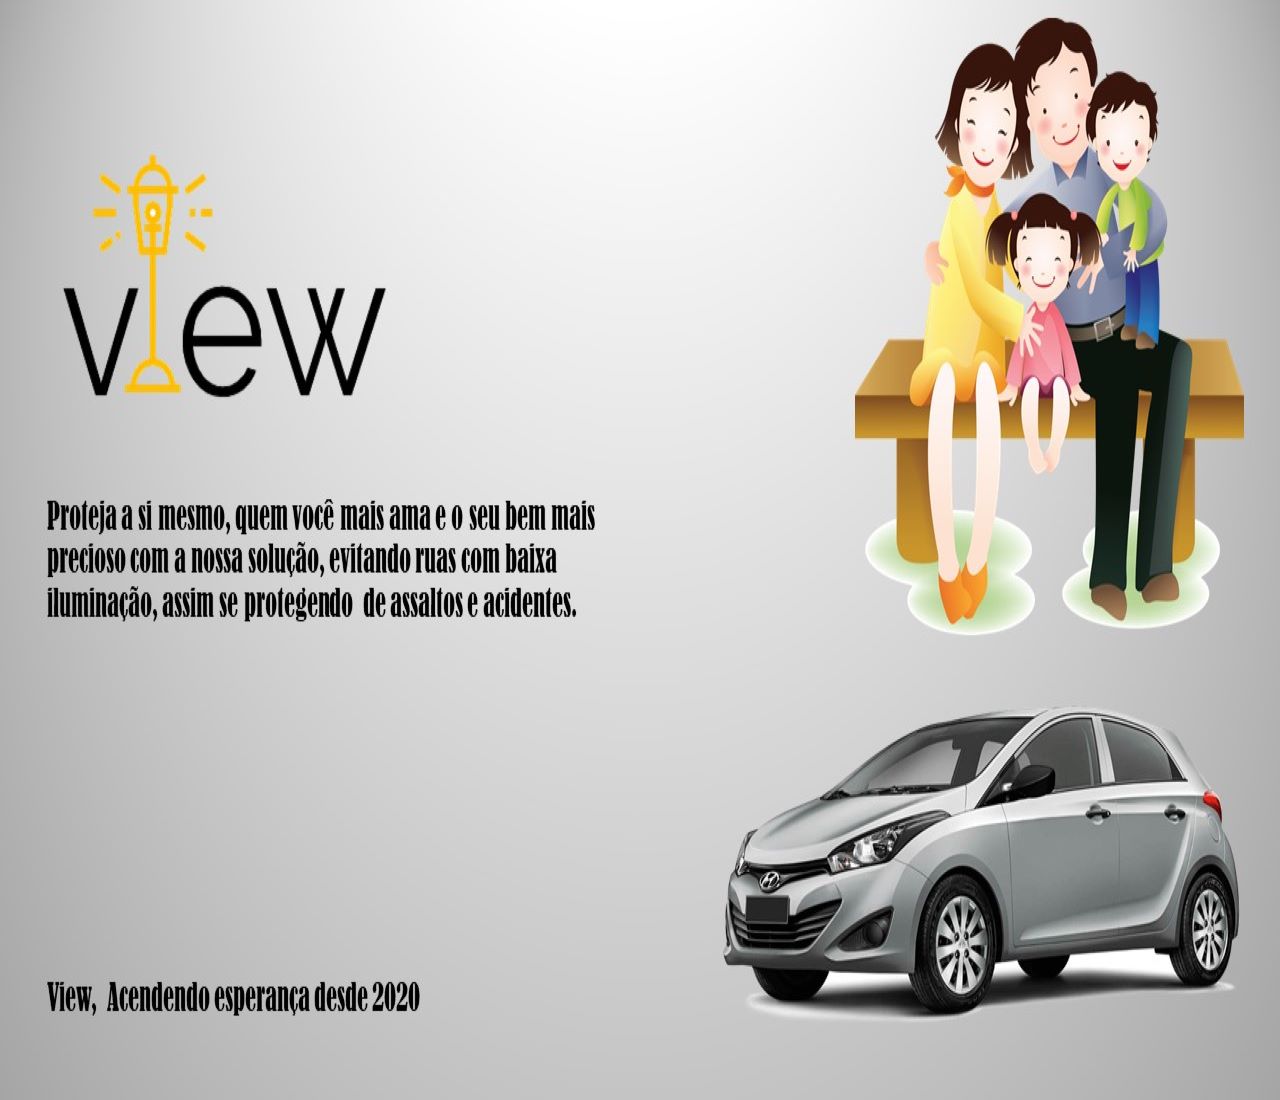 view
Proteja a si mesmo, quem você mais ama e o seu bem mais
precioso com a nossa solução, evitando ruas com baixa
iluminação, assim se protegendo  de assaltos e acidentes.
View,  Acendendo esperança desde 2020